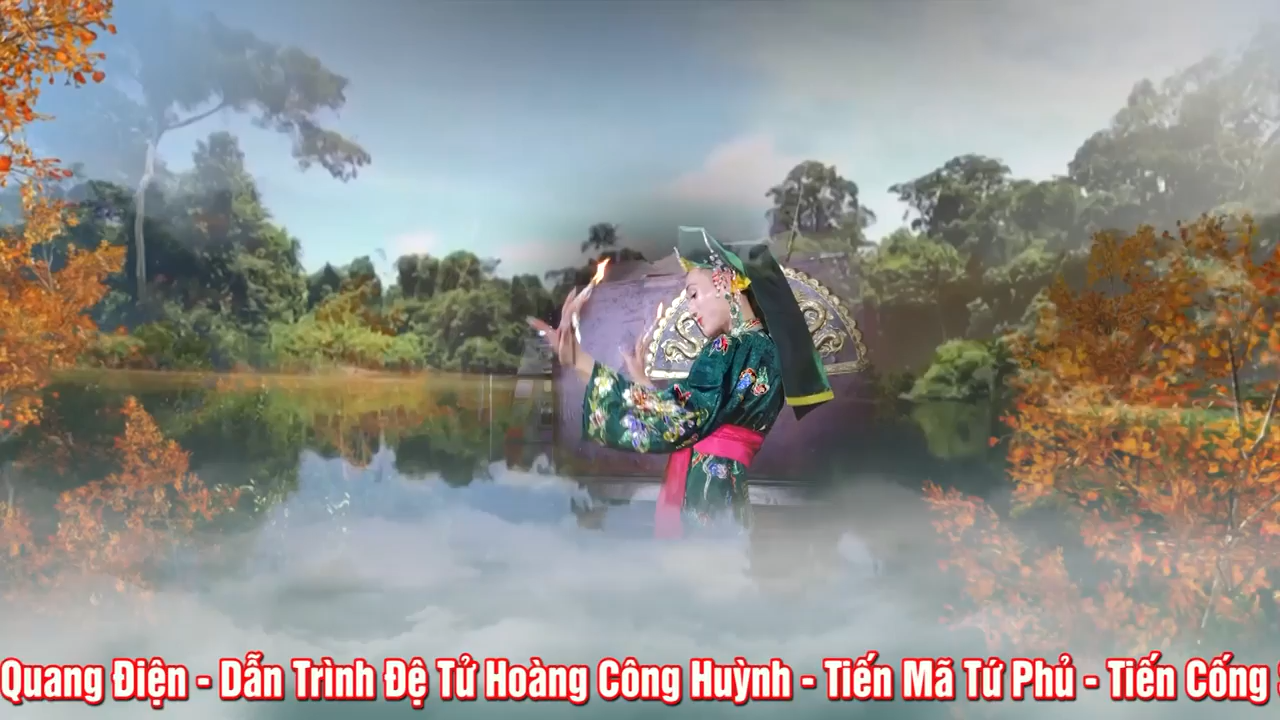 Quang Điện - Dẫn Trình Đệ Tử Hoàng Công Huỳnh - Tiến Mã Tứ Phủ - Tiến Cống